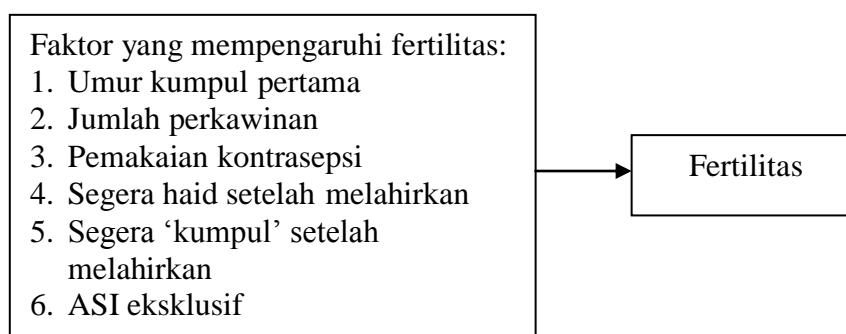 Faktor yang mempengaruhi fertilitas:
1. Umur kumpul pertama
2. Jumlah perkawinan
3. Pemakaian kontrasepsi
4. Segera haid setelah melahirkan
5. Segera ‘kumpul’ setelah
melahirkan
6. ASI eksklusif
Fertilitas